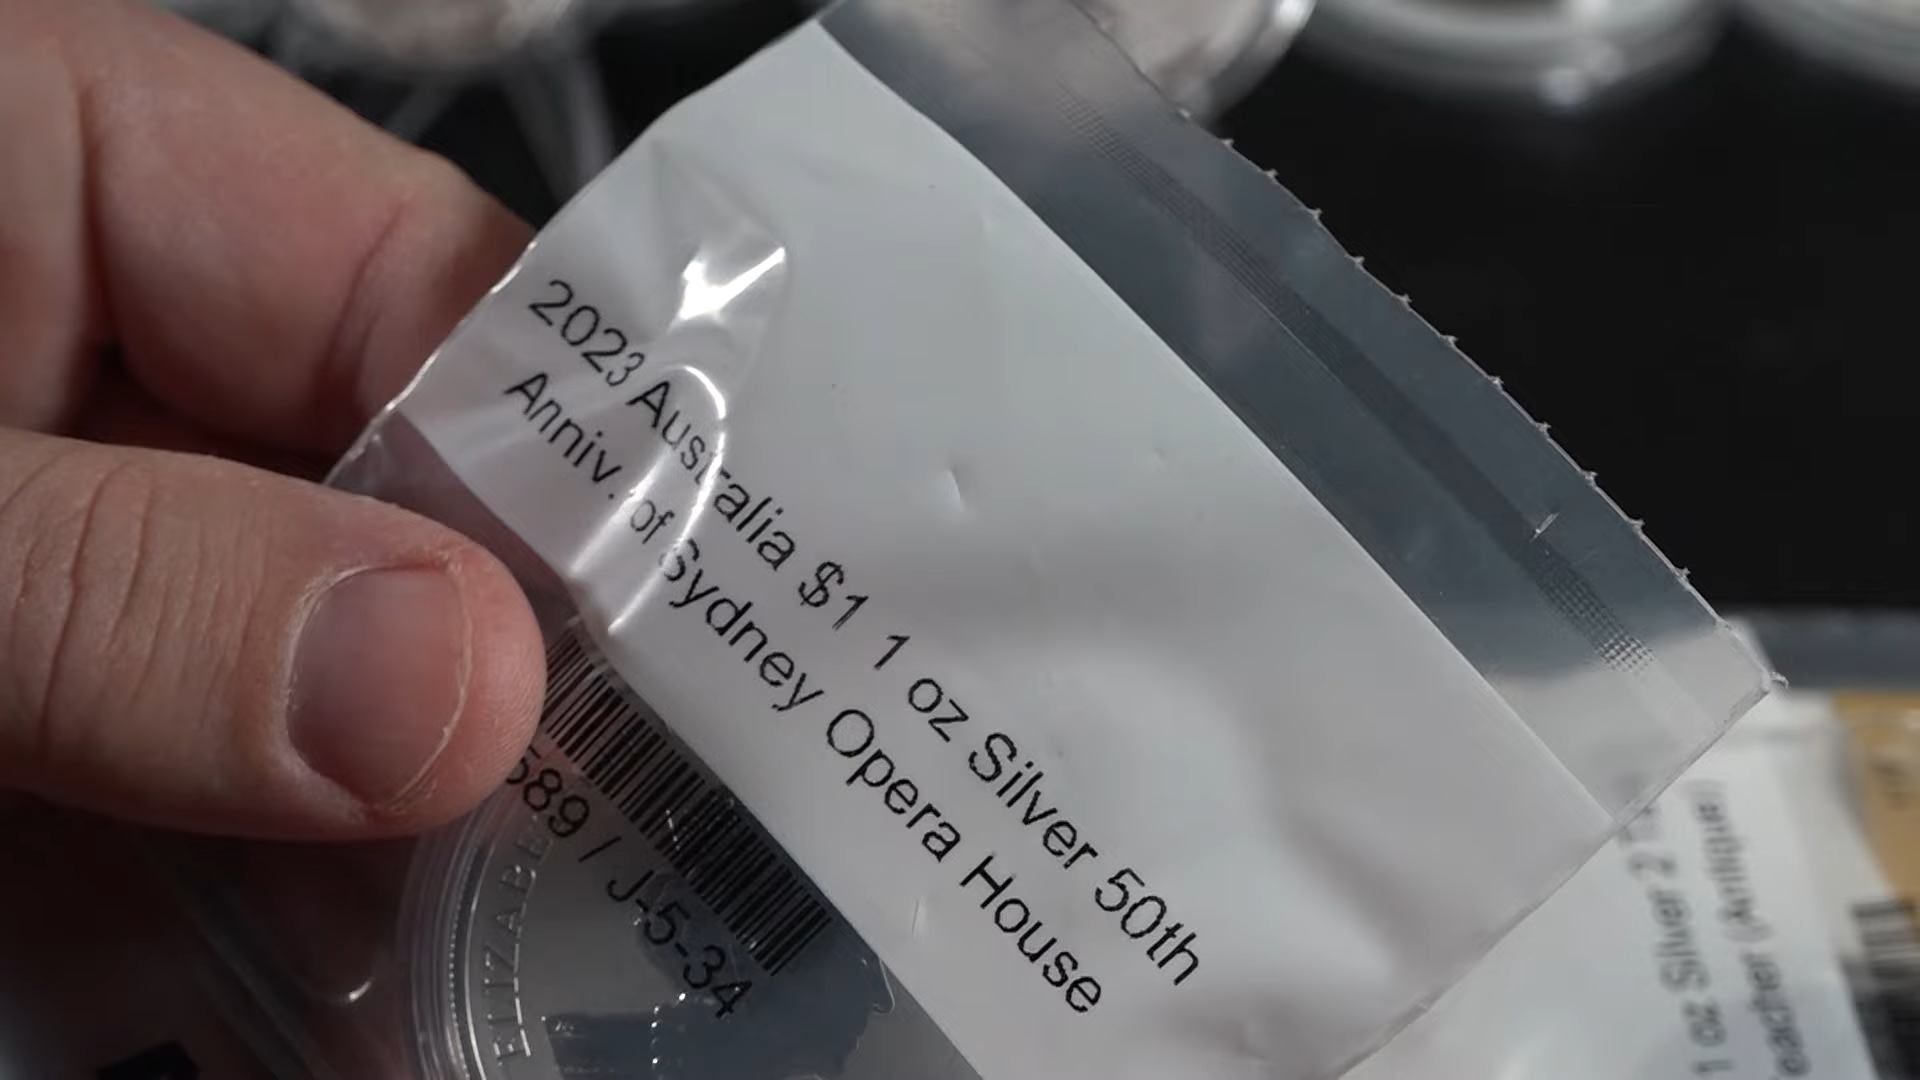 2023 Australia $1 1 oz Silver 50th
Anniv. of Sydney Opera House
589 / J-5-34
1 oz Silver 2